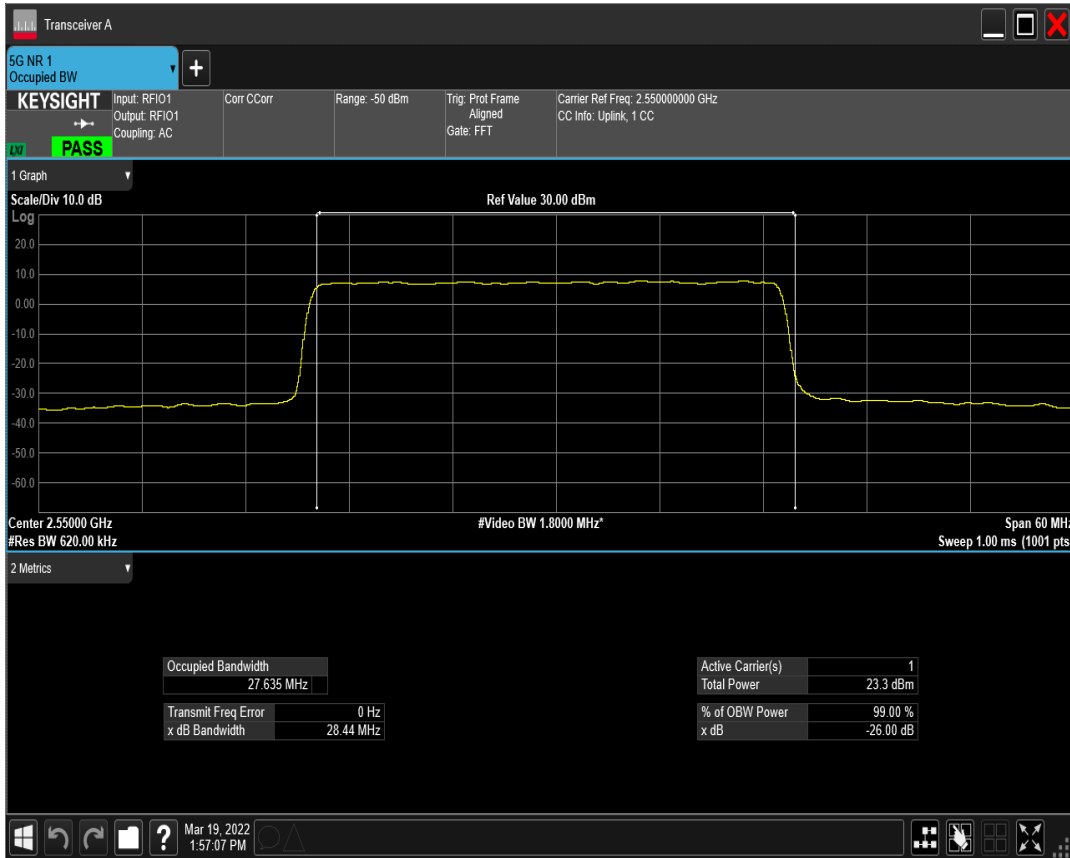 Transceiver A
5G NR 1
Occupied BW
KEYSIGHT
LXI
PASS
Input: RFIO1
Output: RFIO1
Coupling: AC
Corr CCorr
Range: -50 dBm
Trig: Prot Frame
Aligned
Gate: FFT
Carrier Ref Freq: 2.550000000 GHz
CC Info: Uplink, 1 CC
1 Graph
Scale/Div 10.0 dB
Ref Value 30.00 dBm
Log
20.0
10.0
0.00
-10.0
-20.0
-30.0
-40.0
-50.0
-60.0
Center 2.55000 GHz
#Video BW 1.8000 MHz*
Span 60 MHz
#Res BW 620.00 kHz
Sweep 1.00 ms (1001 pts
2 Metrics
Occupied Bandwidth
27.635 MHz
Transmit Freq Error 0 Hz
x dB Bandwidth 28.44 MHz
Active Carrier(s) 1
Total Power 23.3 dBm
% of OBW Power 99.00 %
x dB -26.00 dB
?
Mar 19, 2022
1:57:07 PM